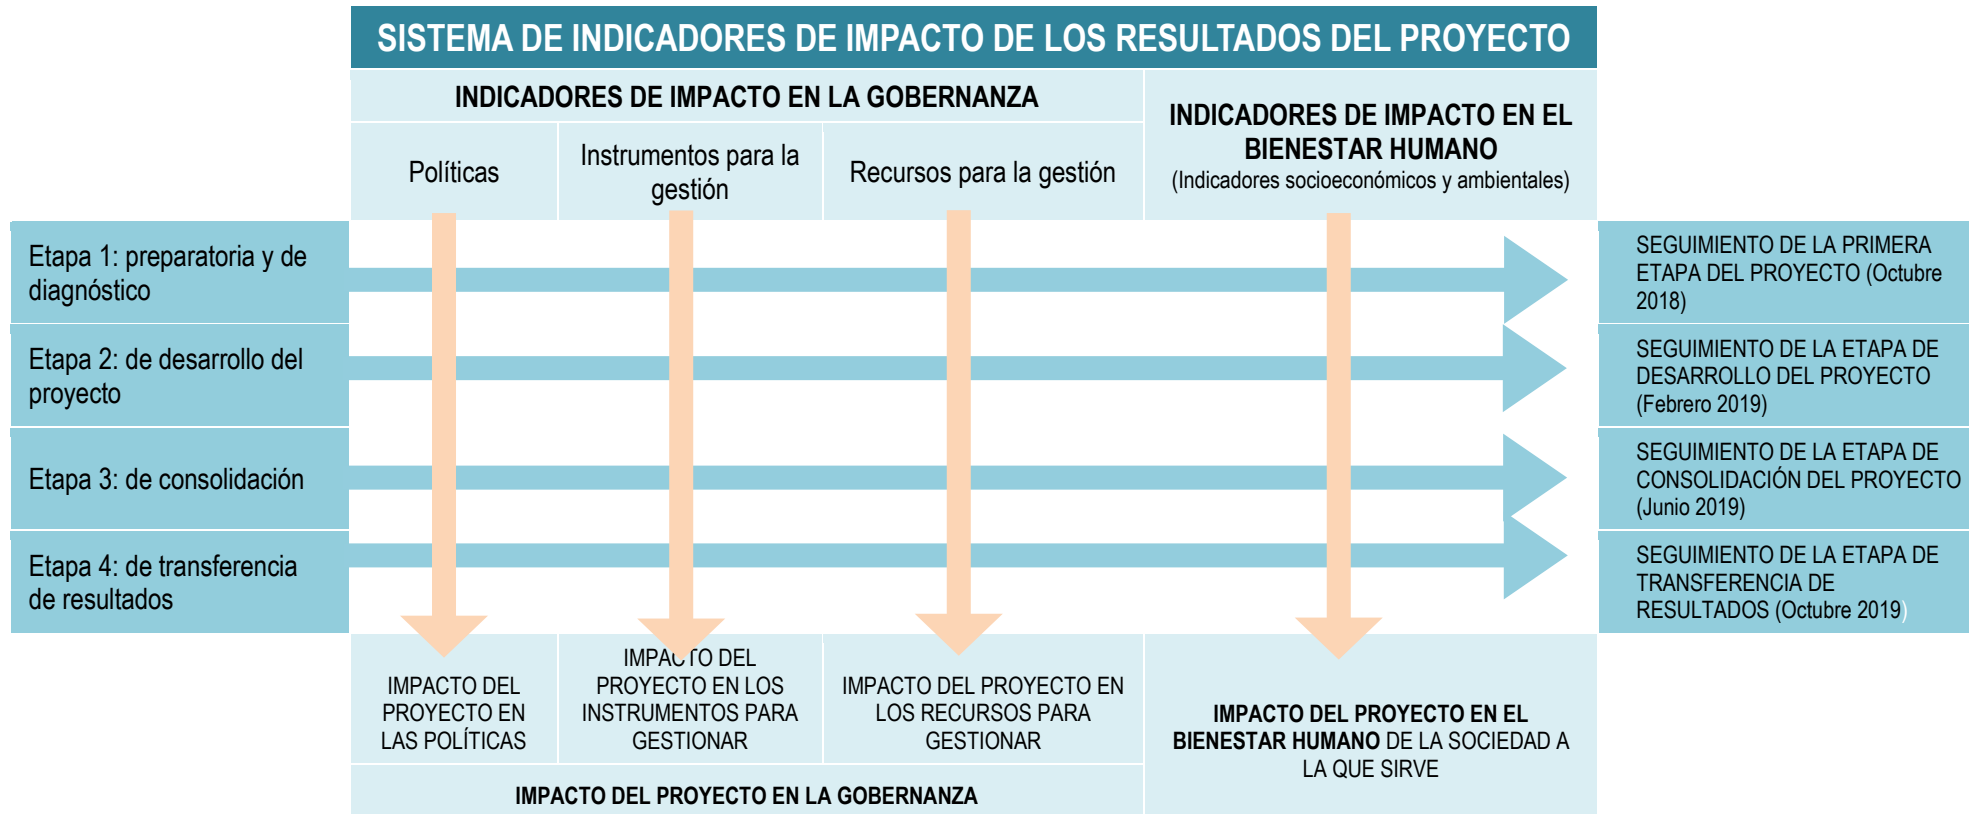 SISTEMA DE INDICADORES DE IMPACTO DE LOS RESULTADOS DEL PROYECTO
INDICADORES DE IMPACTO EN LA GOBERNANZA
INDICADORES DE IMPACTO EN EL
BIENESTAR HUMANO
(Indicadores socioeconómicos y ambientales)
Políticas
Instrumentos para la
gestión
Recursos para la gestión
Etapa 1: preparatoria y de
diagnóstico
SEGUIMIENTO DE LA PRIMERA
ETAPA DEL PROYECTO (Octubre
2018)
Etapa 2: de desarrollo del
proyecto
SEGUIMIENTO DE LA ETAPA DE
DESARROLLO DEL PROYECTO
(Febrero 2019)
Etapa 3: de consolidación
SEGUIMIENTO DE LA ETAPA DE
CONSOLIDACIÓN DEL PROYECTO
(Junio 2019)
Etapa 4: de transferencia
de resultados
SEGUIMIENTO DE LA ETAPA DE
TRANSFERENCIA DE
RESULTADOS (Octubre 2019)
IMPACTO DEL
PROYECTO EN
LAS POLÍTICAS
IMPACTO DEL
PROYECTO EN LOS
INSTRUMENTOS PARA
GESTIONAR
IMPACTO DEL PROYECTO EN
LOS RECURSOS PARA
GESTIONAR
IMPACTO DEL PROYECTO EN EL
BIENESTAR HUMANO DE LA SOCIEDAD A
LA QUE SIRVE
IMPACTO DEL PROYECTO EN LA GOBERNANZA